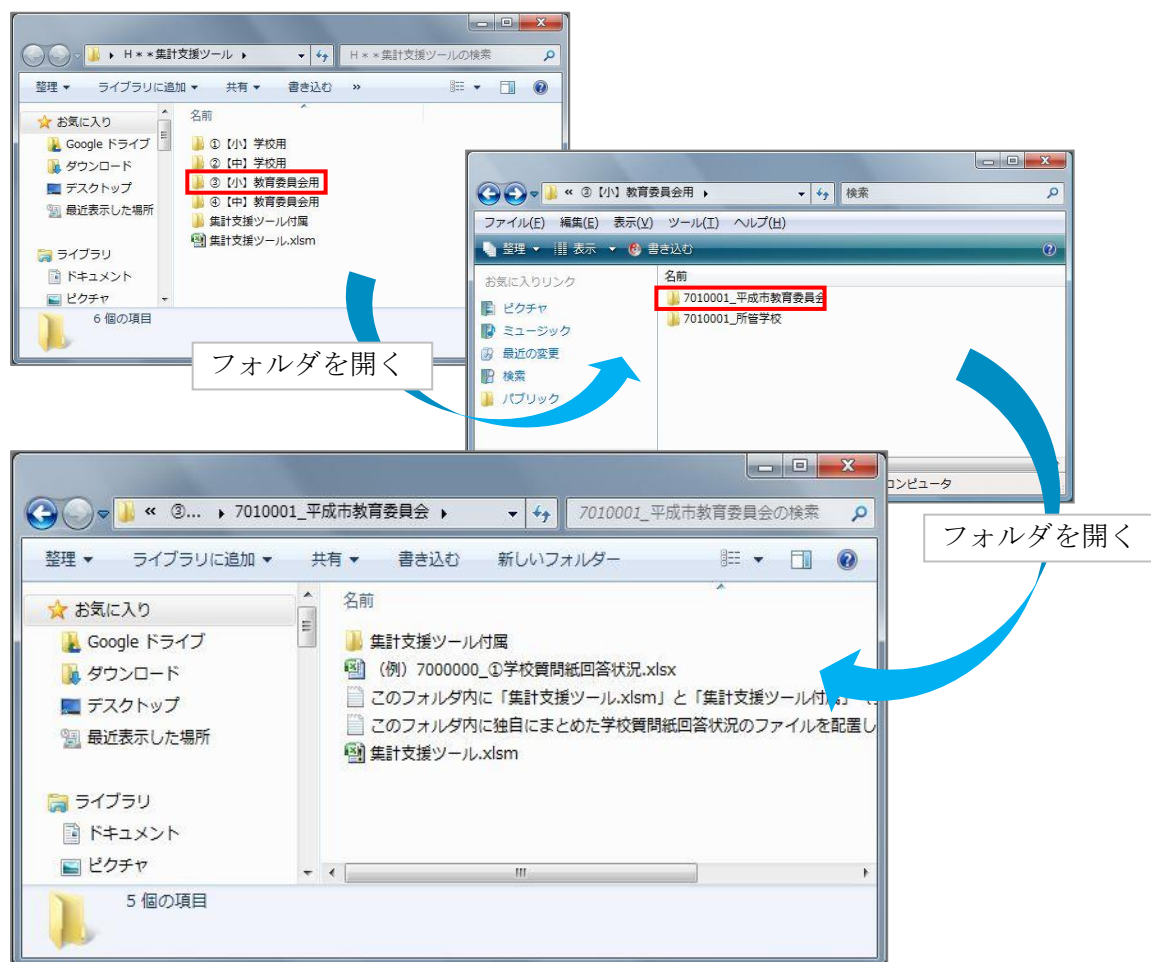 H＊＊集計支援ツール
H＊＊集計支援ツールの検索
整理 ライブラリに追加 共有 書き込む »
お気に入り
Google ドライブ
ダウンロード
デスクトップ
最近表示した場所
ライブラリ
ドキュメント
ピクチャ
名前
①【小】学校用
②【中】学校用
③【小】教育委員会用
④【中】教育委員会用
集計支援ツール付属
集計支援ツール.xlsm
6 個の項目
フォルダを開く
« ③【小】教育委員会用
検索
ファイル(F) 編集(E) 表示(V) ツール(T) ヘルプ(H)
整理 表示 書き込む
お気に入りリンク
ピクチャ
ミュージック
最近の変更
検索
パブリック
名前
7010001_平成市教育委員会
7010001_所管学校
コンピュータ
フォルダを開く
« ③... 7010001_平成市教育委員会
7010001_平成市教育委員会の検索
整理 ライブラリに追加 共有 書き込む 新しいフォルダー
お気に入り
Google ドライブ
ダウンロード
デスクトップ
最近表示した場所
ライブラリ
ドキュメント
ピクチャ
名前
集計支援ツール付属
（例）7000000_①学校質問紙回答状況.xlsx
このフォルダ内に「集計支援ツール.xlsm」と「集計支援ツール付属」
このフォルダ内に独自にまとめた学校質問紙回答状況のファイルを配置し
集計支援ツール.xlsm
5 個の項目